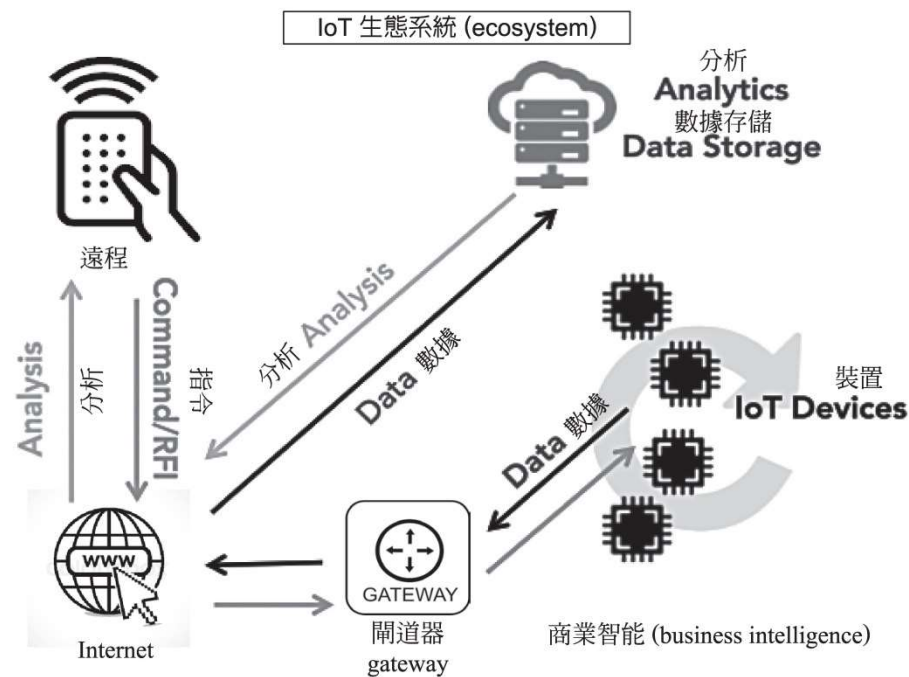 IoT 生態系統 (ecosystem)
分析
Analytics
數據存儲
Data Storage
遠程
Analysis
分析
Command/RFI
指令
分析 Analysis
Data 數據
裝置
IoT Devices
Data 數據
www
Internet
GATEWAY
閘道器
gateway
商業智能 (business intelligence)